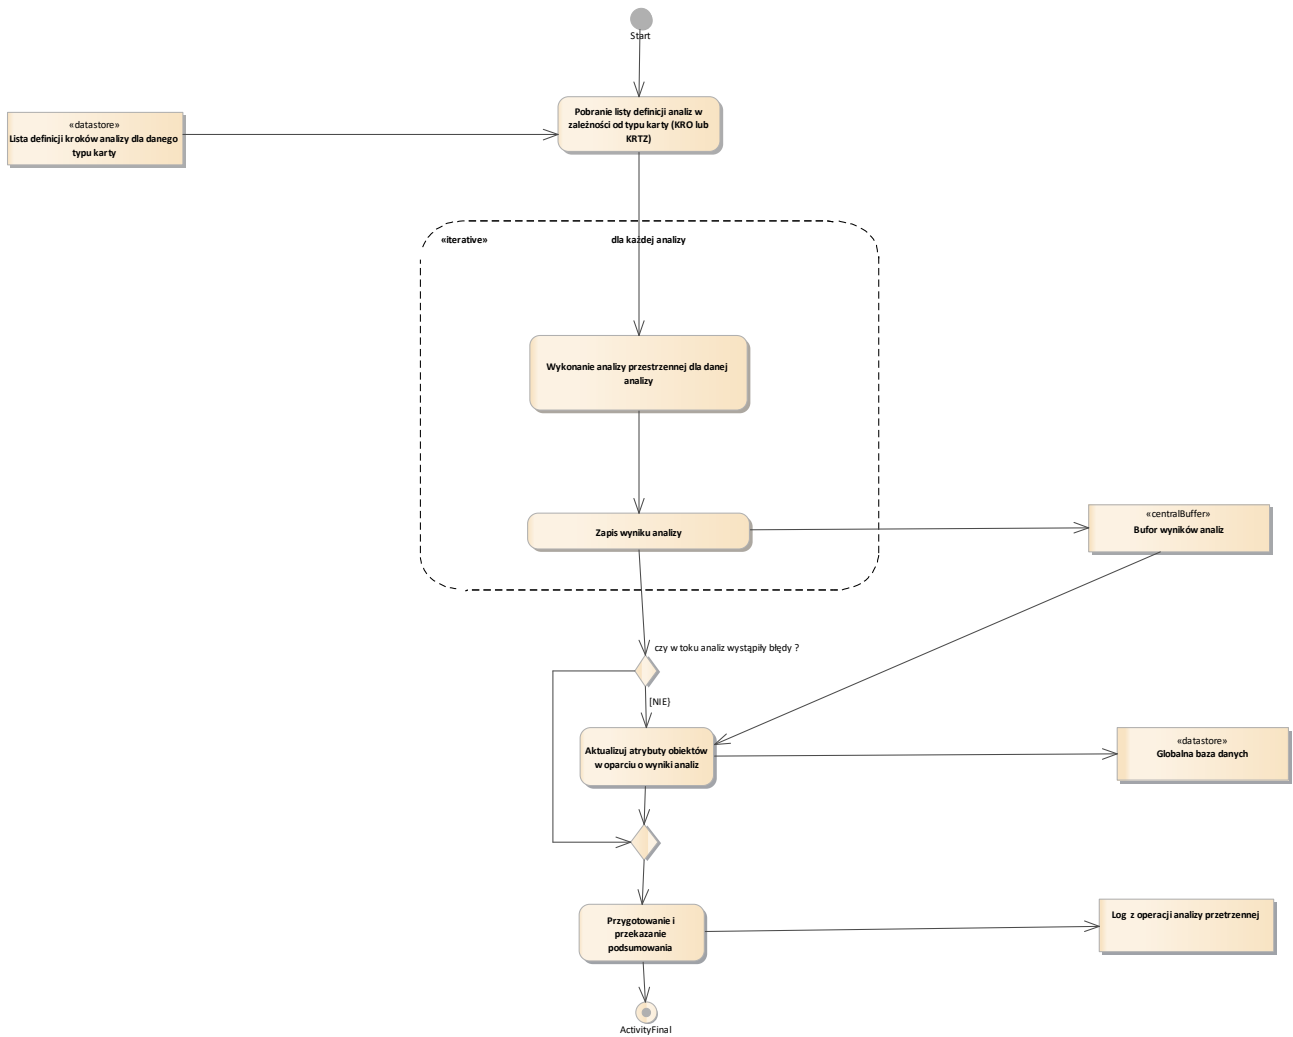 Start
Pobranie listy definicji analiz w
zależności od typu karty (KRO lub
KRTZ)
«datastore»
Lista definicji kroków analizy dla danego
typu karty
«iterative»
dla każdej analizy
Wykonanie analizy przestrzennej dla danej
analizy
Zapis wyniku analizy
«centralBuffer»
Bufor wyników analiz
czy w toku analiz wystąpiły błędy ?
[NIE}
Aktualizuj atrybuty obiektów
w oparciu o wyniki analiz
«datastore»
Globalna baza danych
Przygotowanie i
przekazanie
podsumowania
Log z operacji analizy przetrzennej
ActivityFinal